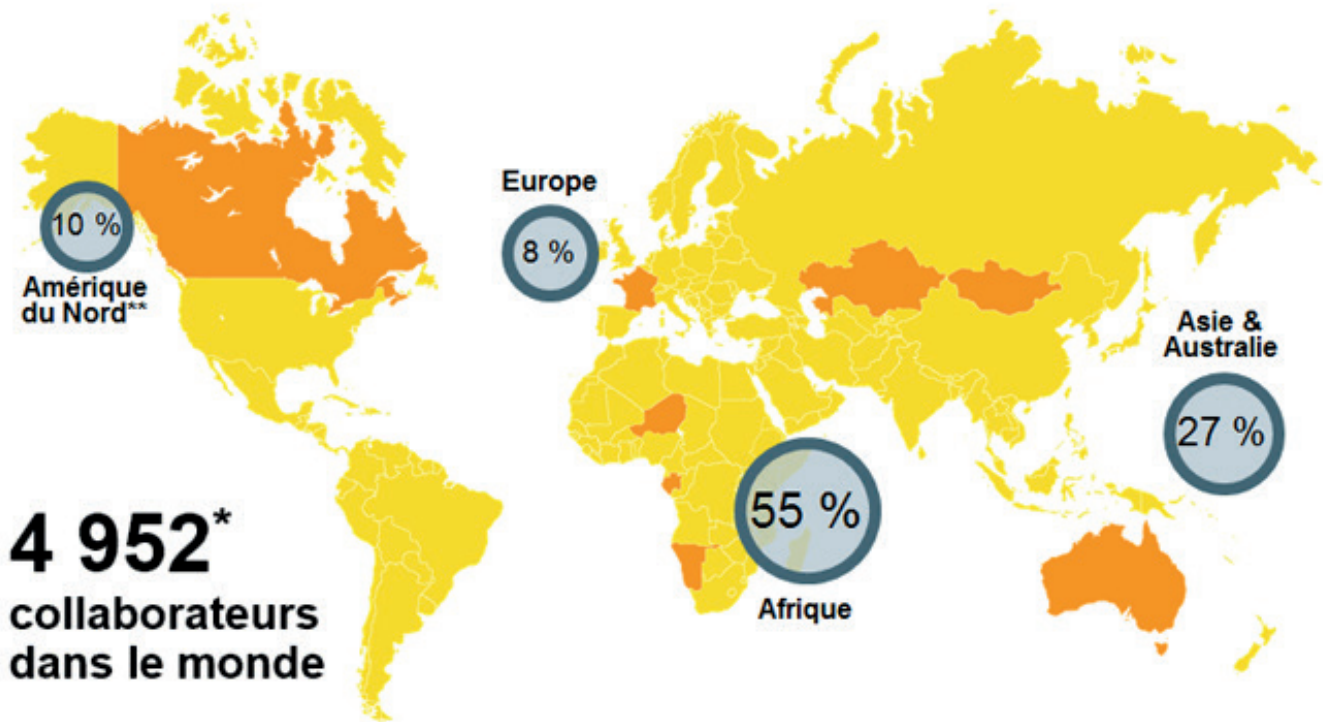 10 %
Amérique
du Nord**
Europe
8 %
Asie &
Australie
27 %
55 %
Afrique
4 952*
collaborateurs
dans le monde